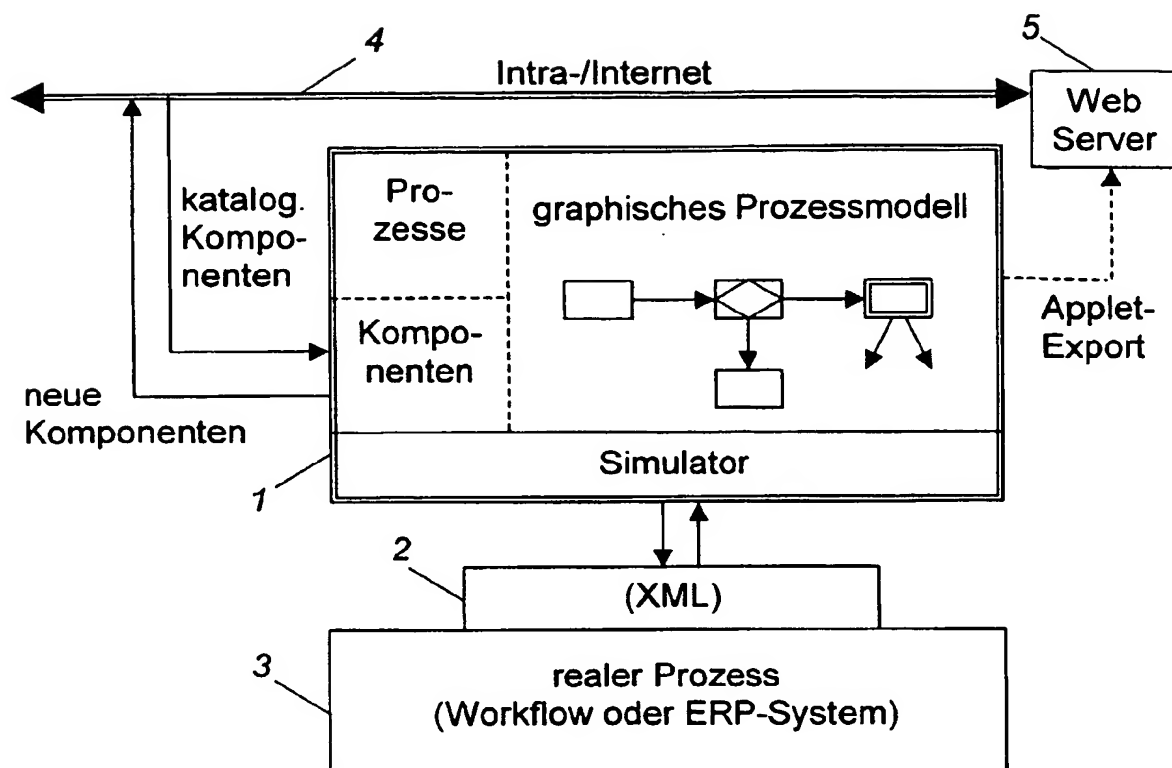 4
5
Intra-/Internet
Web
Server
katalog.
Kompo-
nenten
Pro-
zesse
graphisches Prozessmodell
Kompo-
nenten
Applet-
Export
neue
Komponenten
Simulator
1
2
(XML)
3
realer Prozess
(Workflow oder ERP-System)